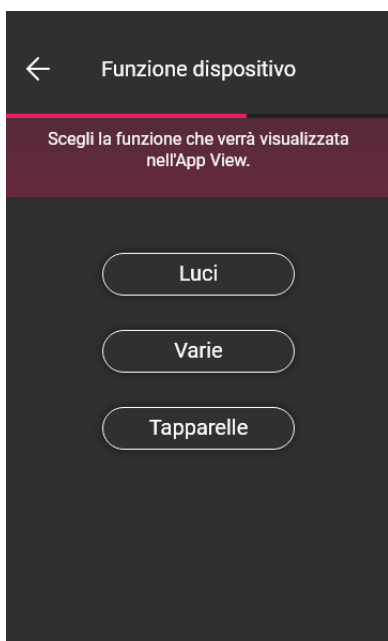 Funzione dispositivo
Scegli la funzione che verrà visualizzata
nell'App View.
Luci
Varie
Tapparelle